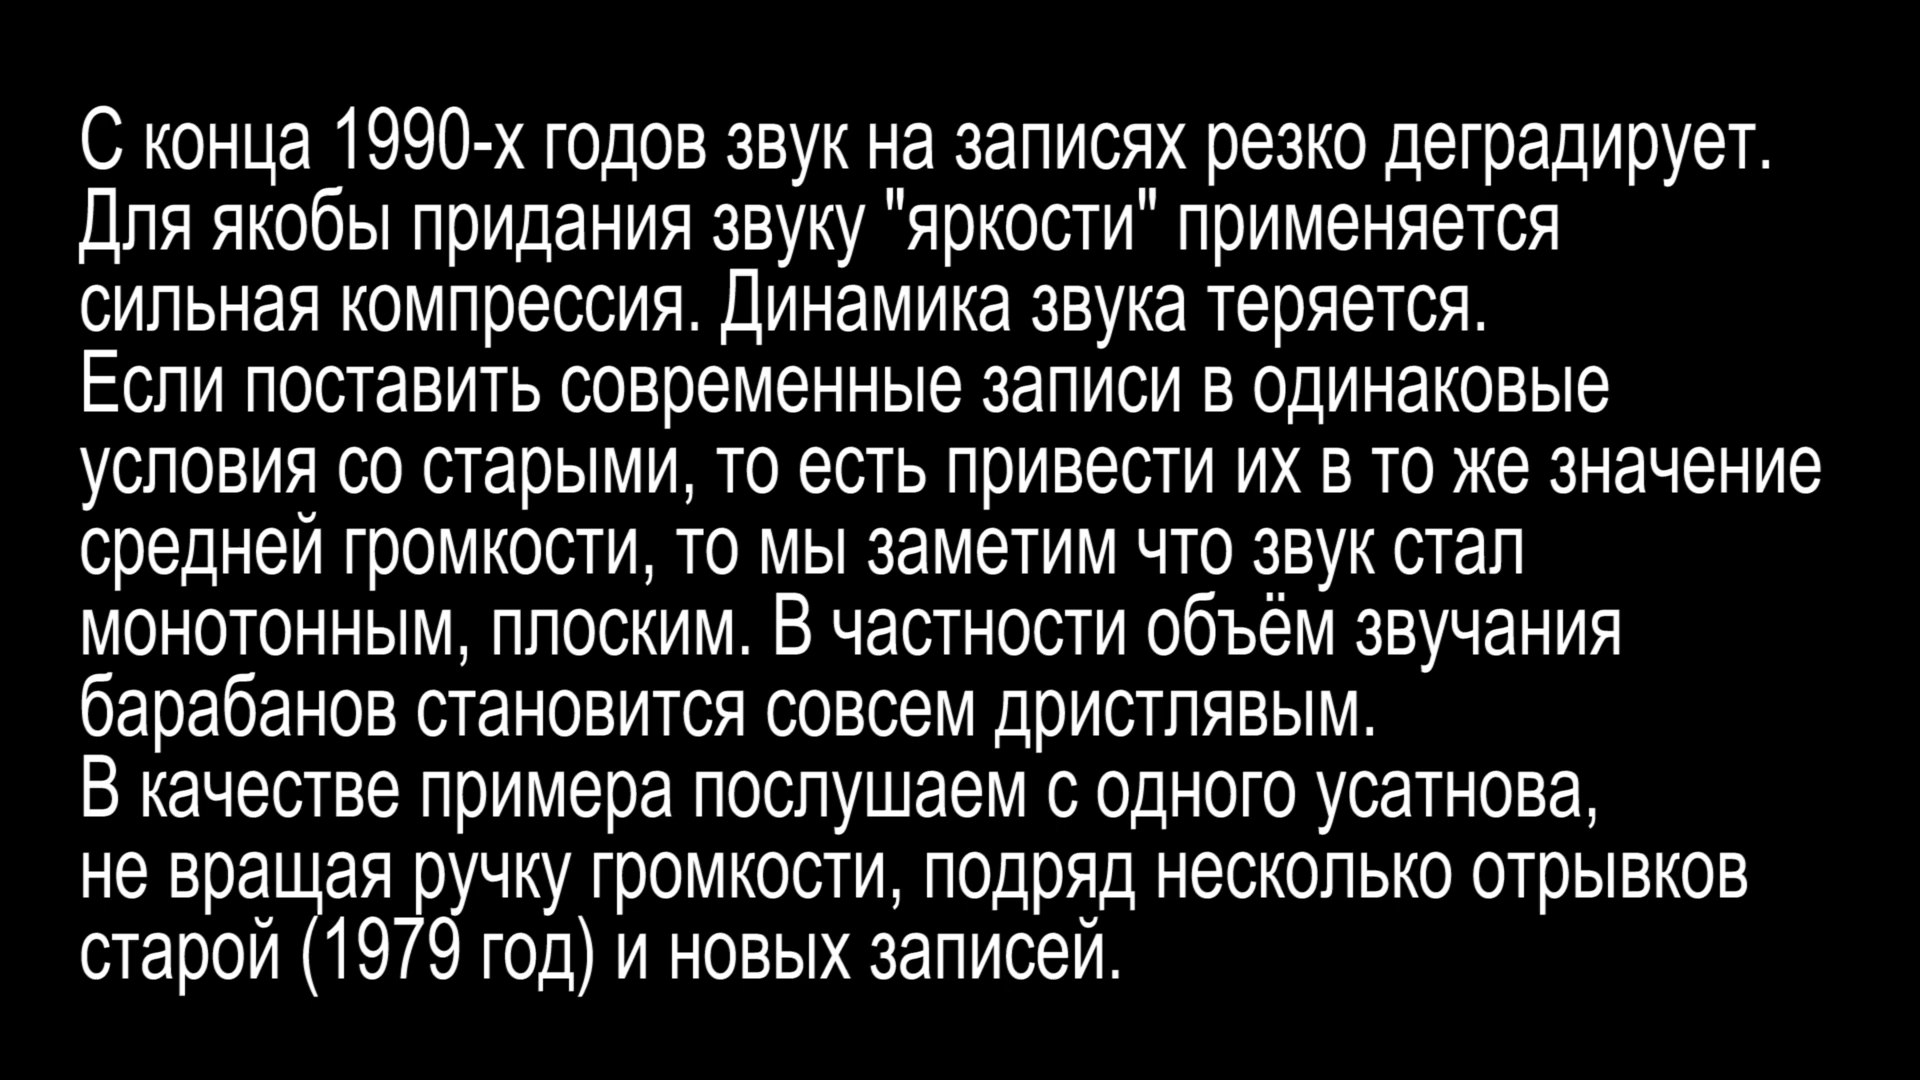 С конца 1990-х годов звук на записях резко деградирует.
Для якобы придания звуку "яркости" применяется
сильная компрессия. Динамика звука теряется.
Если поставить современные записи в одинаковые
условия со старыми, то есть привести их в то же значение
средней громкости, то мы заметим что звук стал
монотонным, плоским. В частности объём звучания
барабанов становится совсем дристлявым.
В качестве примера послушаем с одного усатнова,
не вращая ручку громкости, подряд несколько отрывков
старой (1979 год) и новых записей.